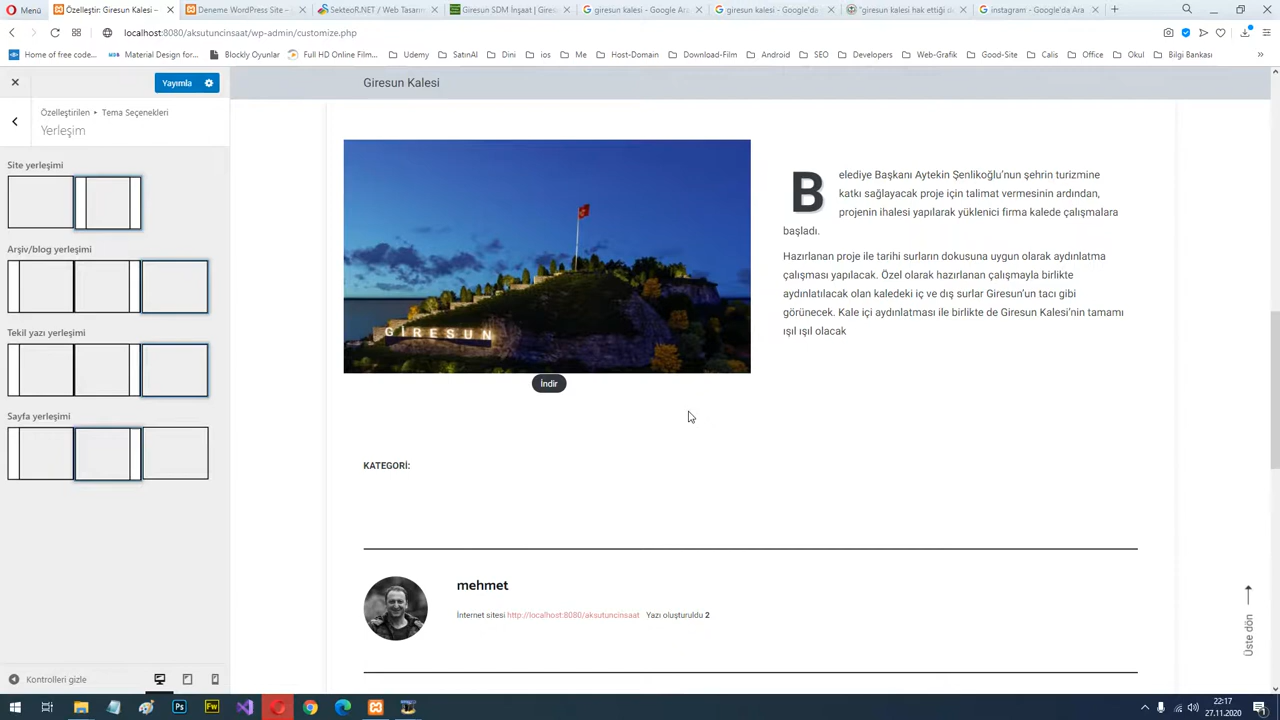 Menü
Özelleştir: Giresun Kalesi –
Deneme WordPress Site –
SekteoR.NET / Web Tasarım
Giresun SDM İnşaat | Giresu
giresun kalesi - Google Ara
giresun kalesi - Google'da
"giresun kalesi hak ettiği de
instagram - Google'da Ara
localhost:8080/aksutuncinsaat/wp-admin/customize.php
Home of free code...
Material Design for...
Blockly Oyunları
Full HD Online Film...
Udemy
SatınAl
Dini
ios
Me
Host-Domain
Download-Film
Android
SEO
Developers
Web-Grafik
Good-Site
Calis
Office
Okul
Bilgi Bankası
Yayımla
Özelleştirilen ▸ Tema Seçenekleri
Yerleşim
Site yerleşimi
Arşiv/blog yerleşimi
Tekil yazı yerleşimi
Sayfa yerleşimi
Kontrolleri gizle
Giresun Kalesi
GİRESUN
İndir
Belediye Başkanı Aytekin Şenlikoğlu'nun şehrin turizmine
katkı sağlayacak proje için talimat vermesinin ardından,
projenin ihalesi yapılarak yüklenici firma kalede çalışmalara
başladı.
Hazırlanan proje ile tarihi surların dokusuna uygun olarak aydınlatma
çalışması yapılacak. Özel olarak hazırlanan çalışmayla birlikte
aydınlatılacak olan kaledeki iç ve dış surlar Giresun'un tacı gibi
görünecek. Kale içi aydınlatması ile birlikte de Giresun Kalesi'nin tamamı
ışıl ışıl olacak
KATEGORİ:
mehmet
İnternet sitesi http://localhost:8080/aksutuncinsaat Yazı oluşturuldu 2
Üste dön
22:17
27.11.2020